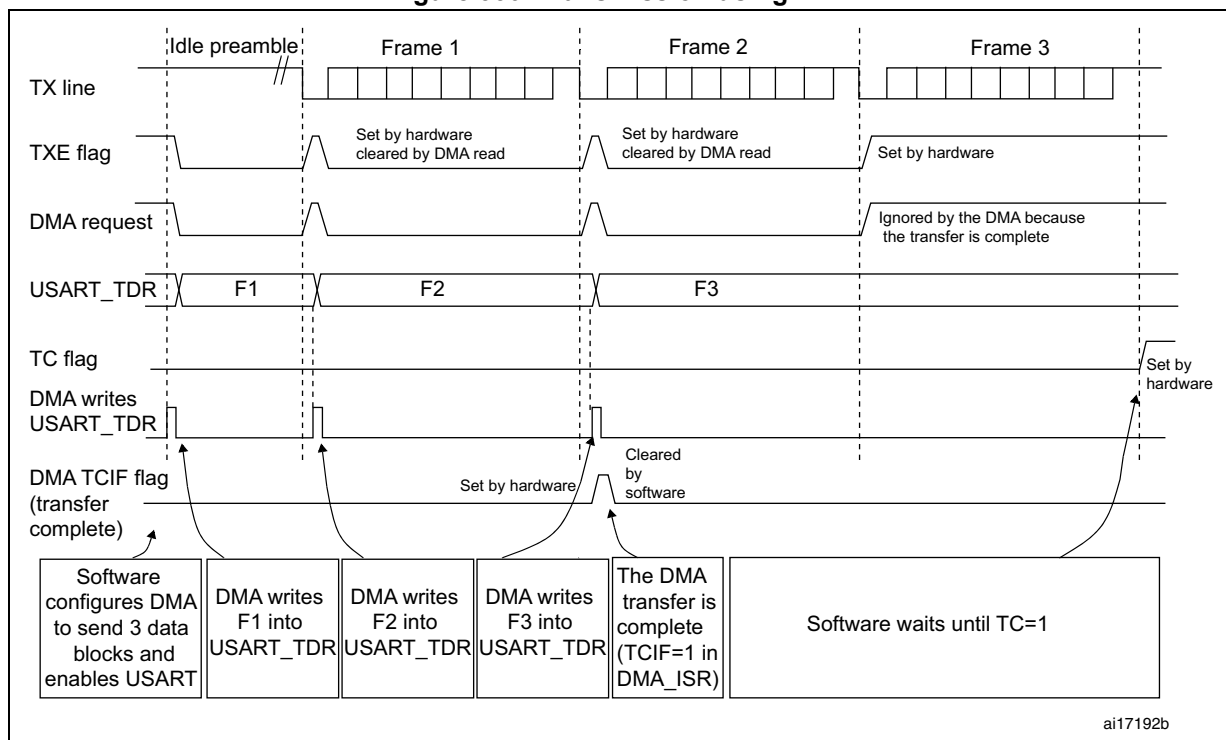 Idle preamble
Frame 1
Frame 2
Frame 3
TX line
TXE flag
Set by hardware
cleared by DMA read
Set by hardware
cleared by DMA read
Set by hardware
DMA request
Ignored by the DMA because
the transfer is complete
USART_TDR
F1
F2
F3
TC flag
Set by
hardware
DMA writes
USART_TDR
DMA TCIF flag
(transfer
complete)
Set by hardware
Cleared
by
software
Software
configures DMA
to send 3 data
blocks and
enables USART
DMA writes
F1 into
USART_TDR
DMA writes
F2 into
USART_TDR
DMA writes
F3 into
USART_TDR
The DMA
transfer is
complete
(TCIF=1 in
DMA_ISR)
Software waits until TC=1
ai17192b